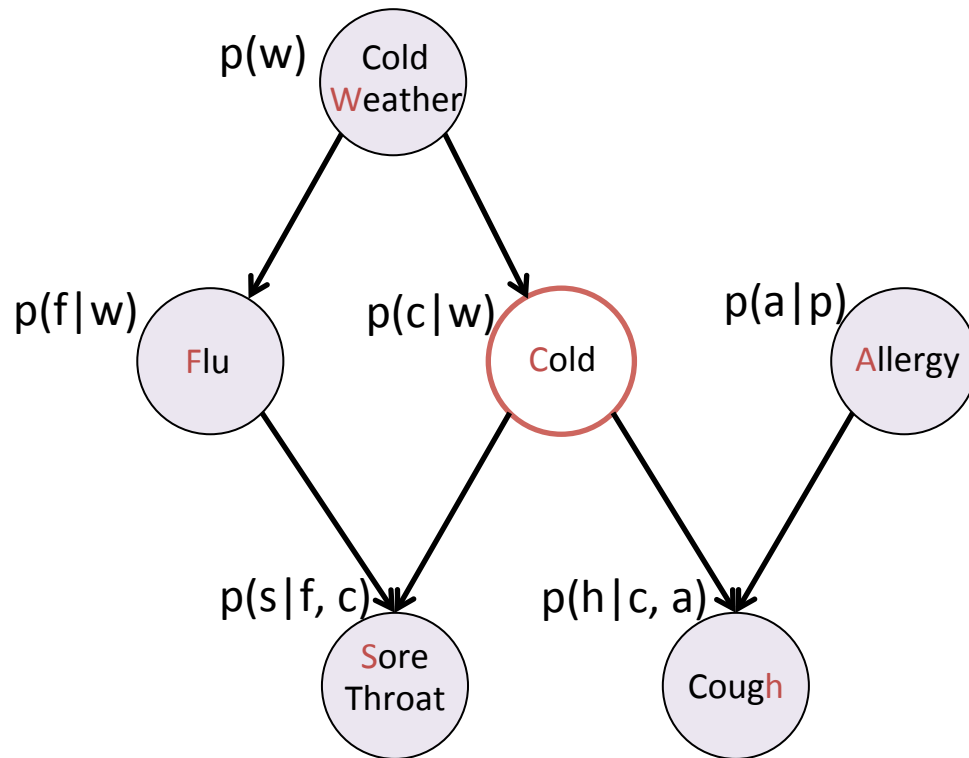 p(w)
Cold
Weather
p(f|w)
p(c|w)
p(a|p)
Flu
Cold
Allergy
p(s|f, c)
p(h|c, a)
Sore
Throat
Cough